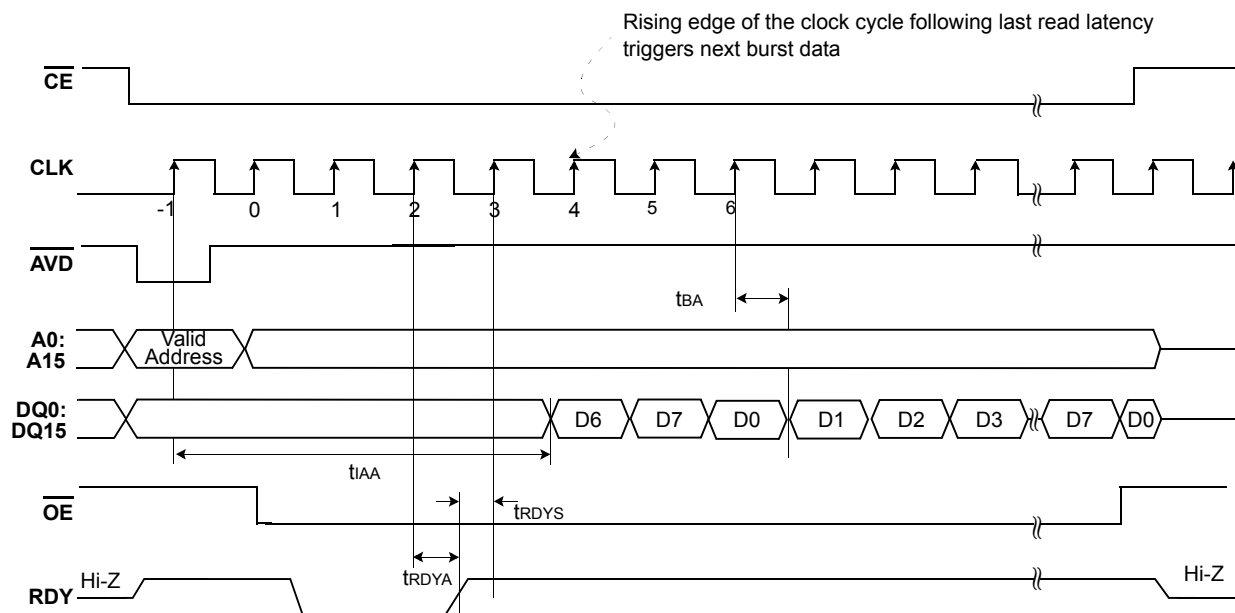 Rising edge of the clock cycle following last read latency
triggers next burst data
CE
CLK
-1 0 1 2 3 4 5 6
AVD
tBA
A0:
A15
Valid
Address
DQ0:
DQ15
D6 D7 D0 D1 D2 D3 D7 D0
tIAA
OE
tRDYS
tRDYA
RDY
Hi-Z
Hi-Z